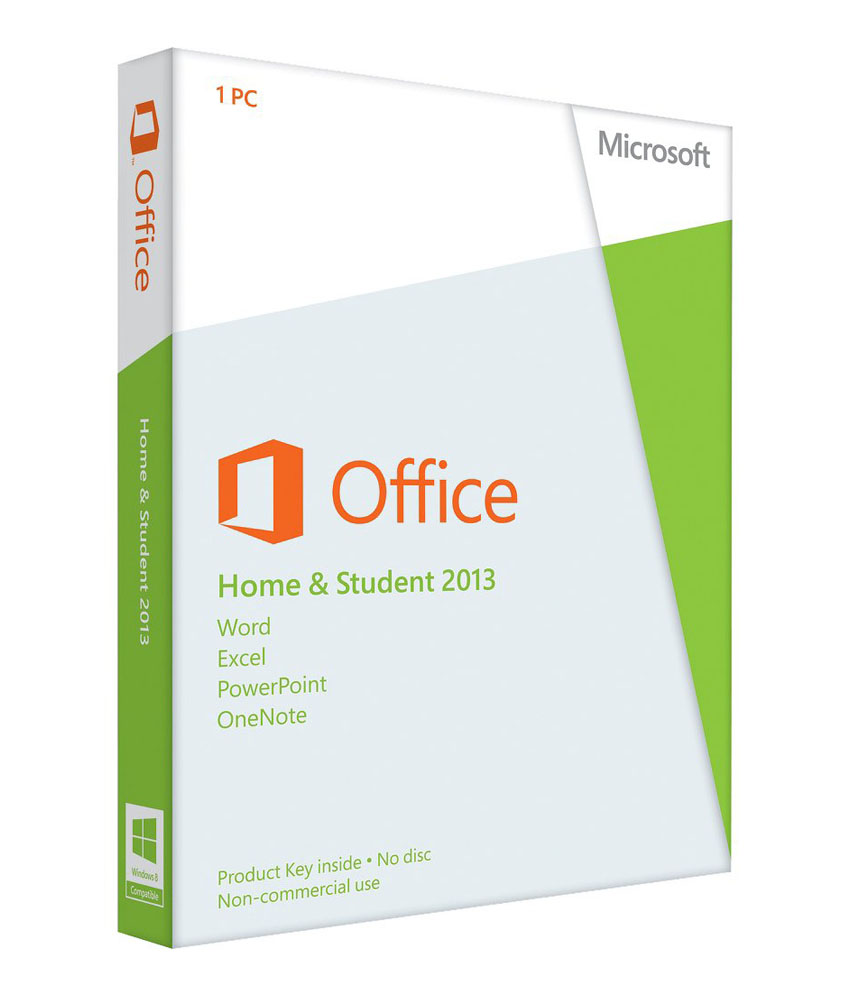 1 PC
Microsoft
Office
Home & Student 2013
Word
Excel
PowerPoint
OneNote
Product Key inside • No disc
Non-commercial use
™
Office
Home & Student 2013
Windows 8
Compatible